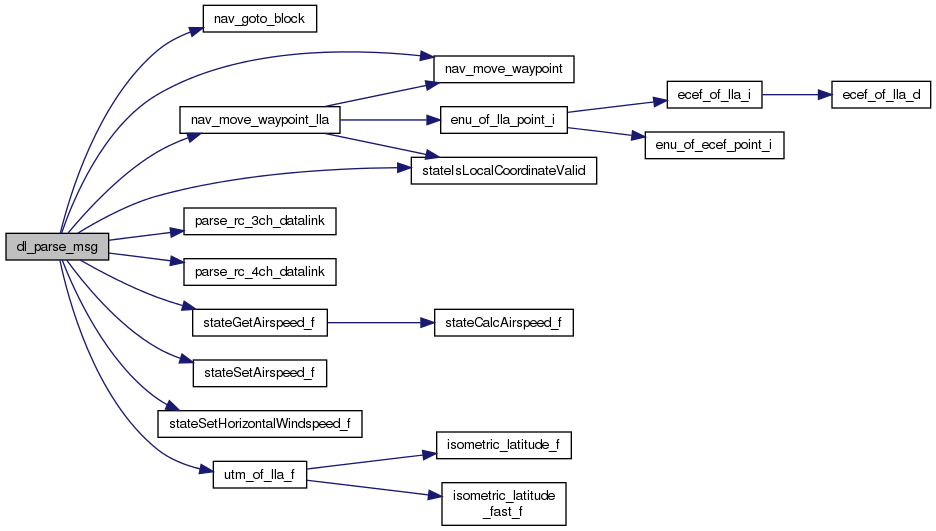 nav_goto_block
nav_move_waypoint
ecef_of_lla_i
ecef_of_lla_d
nav_move_waypoint_lla
enu_of_lla_point_i
enu_of_ecef_point_i
stateIsLocalCoordinateValid
parse_rc_3ch_datalink
dl_parse_msg
parse_rc_4ch_datalink
stateGetAirspeed_f
stateCalcAirspeed_f
stateSetAirspeed_f
stateSetHorizontalWindspeed_f
isometric_latitude_f
utm_of_lla_f
isometric_latitude
_fast_f